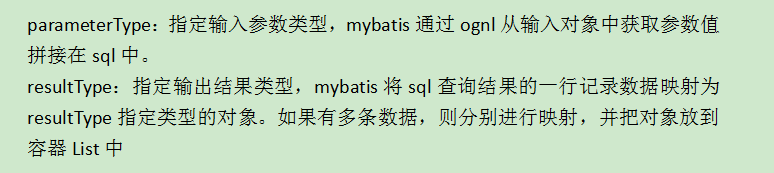 parameterType：指定输入参数类型，mybatis 通过 ognl 从输入对象中获取参数值
拼接在 sql 中。
resultType：指定输出结果类型，mybatis 将 sql 查询结果的一行记录数据映射为
resultType 指定类型的对象。如果有多条数据，则分别进行映射，并把对象放到
容器 List 中